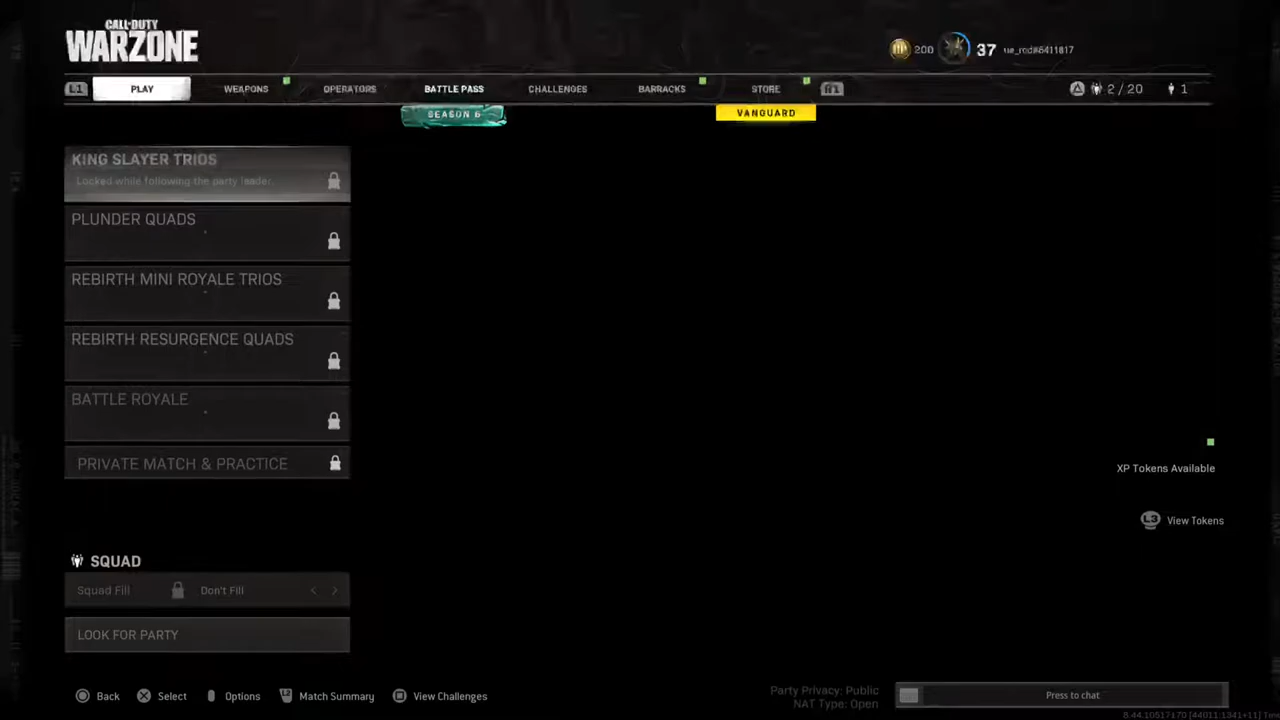 CALL·DUTY
WARZONE
200 37
L1 PLAY WEAPONS OPERATORS BATTLE PASS CHALLENGES BARRACKS STORE R1 2 / 20 1
SEASON 6 VANGUARD
KING SLAYER TRIOS
Locked while following the party leader.
PLUNDER QUADS
REBIRTH MINI ROYALE TRIOS
REBIRTH RESURGENCE QUADS
BATTLE ROYALE
PRIVATE MATCH & PRACTICE
XP Tokens Available
L3 View Tokens
SQUAD
Squad Fill Don't Fill < >
LOOK FOR PARTY
Back Select Options Match Summary View Challenges
Party Privacy: Public
NAT Type: Open
Press to chat